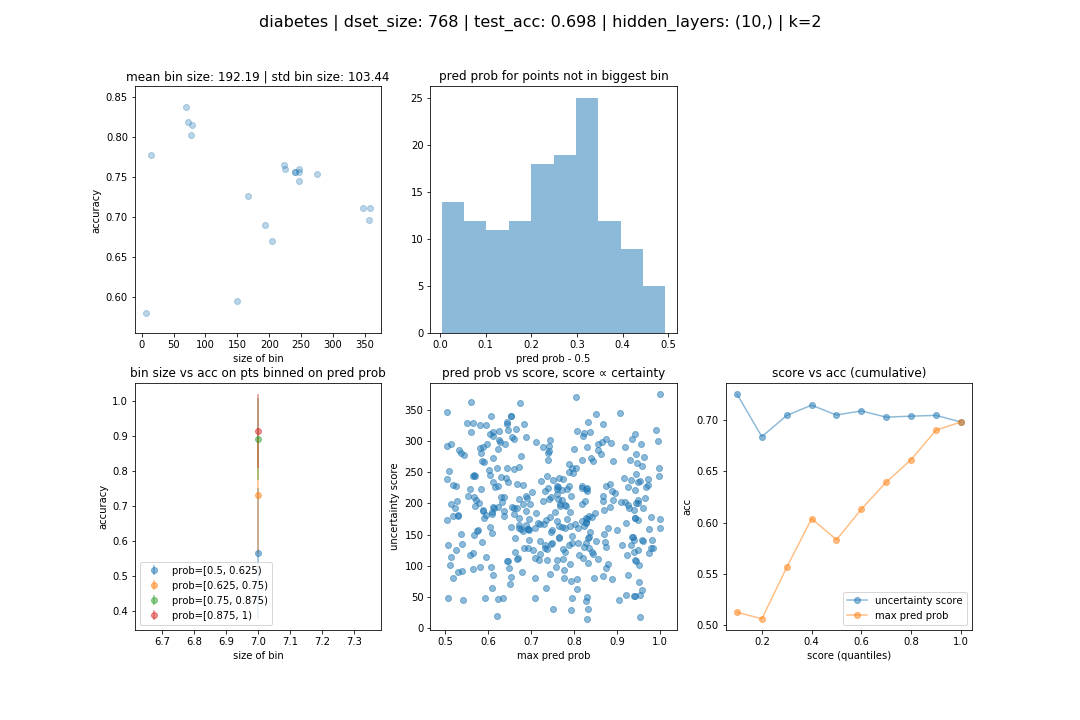 diabetes | dset_size: 768 | test_acc: 0.698 | hidden_layers: (10,) | k=2
mean bin size: 192.19 | std bin size: 103.44
0.85
0.80
0.75
0.70
0.65
0.60
accuracy
0 50 100 150 200 250 300 350
size of bin
pred prob for points not in biggest bin
25
20
15
10
5
0
0.0 0.1 0.2 0.3 0.4 0.5
pred prob - 0.5
bin size vs acc on pts binned on pred prob
1.0
0.9
0.8
0.7
0.6
0.5
0.4
accuracy
prob=[0.5, 0.625)
prob=[0.625, 0.75)
prob=[0.75, 0.875)
prob=[0.875, 1)
6.7 6.8 6.9 7.0 7.1 7.2 7.3
size of bin
pred prob vs score, score ∝ certainty
350
300
250
200
150
100
50
0
uncertainty score
0.5 0.6 0.7 0.8 0.9 1.0
max pred prob
score vs acc (cumulative)
0.70
0.65
0.60
0.55
0.50
acc
uncertainty score
max pred prob
0.2 0.4 0.6 0.8 1.0
score (quantiles)